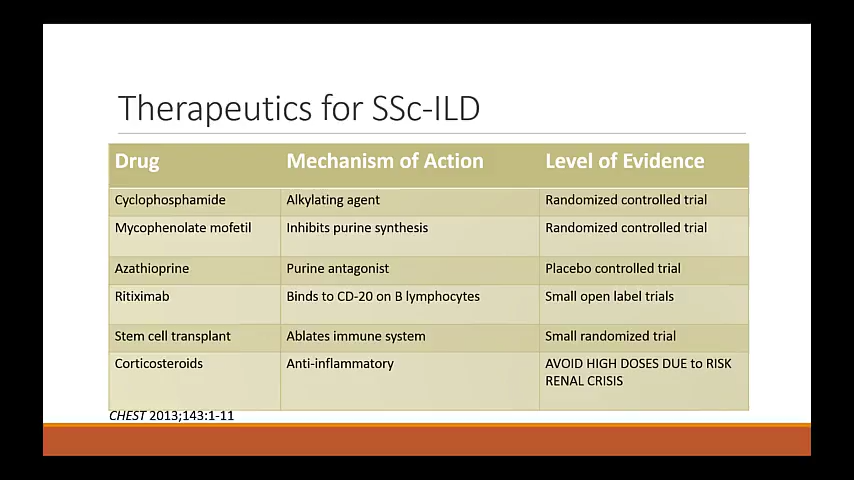 Therapeutics for SSc-ILD
Drug Mechanism of Action Level of Evidence
Cyclophosphamide Alkylating agent Randomized controlled trial
Mycophenolate mofetil Inhibits purine synthesis Randomized controlled trial
Azathioprine Purine antagonist Placebo controlled trial
Ritiximab Binds to CD-20 on B lymphocytes Small open label trials
Stem cell transplant Ablates immune system Small randomized trial
Corticosteroids Anti-inflammatory AVOID HIGH DOSES DUE to RISK
RENAL CRISIS
CHEST 2013;143:1-11